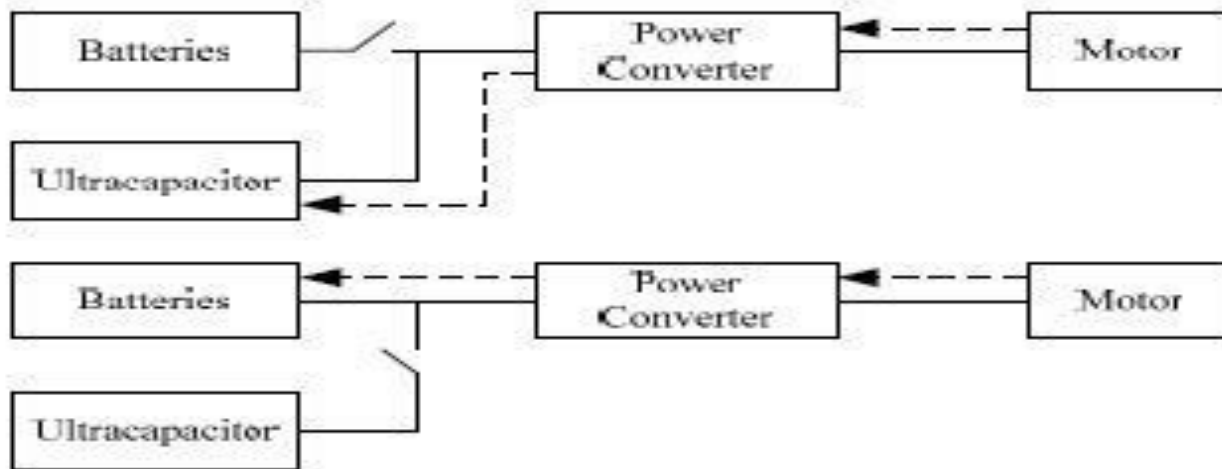 Batteries
Power
Converter
Motor
Ultracapacitor
Batteries
Power
Converter
Motor
Ultracapacitor